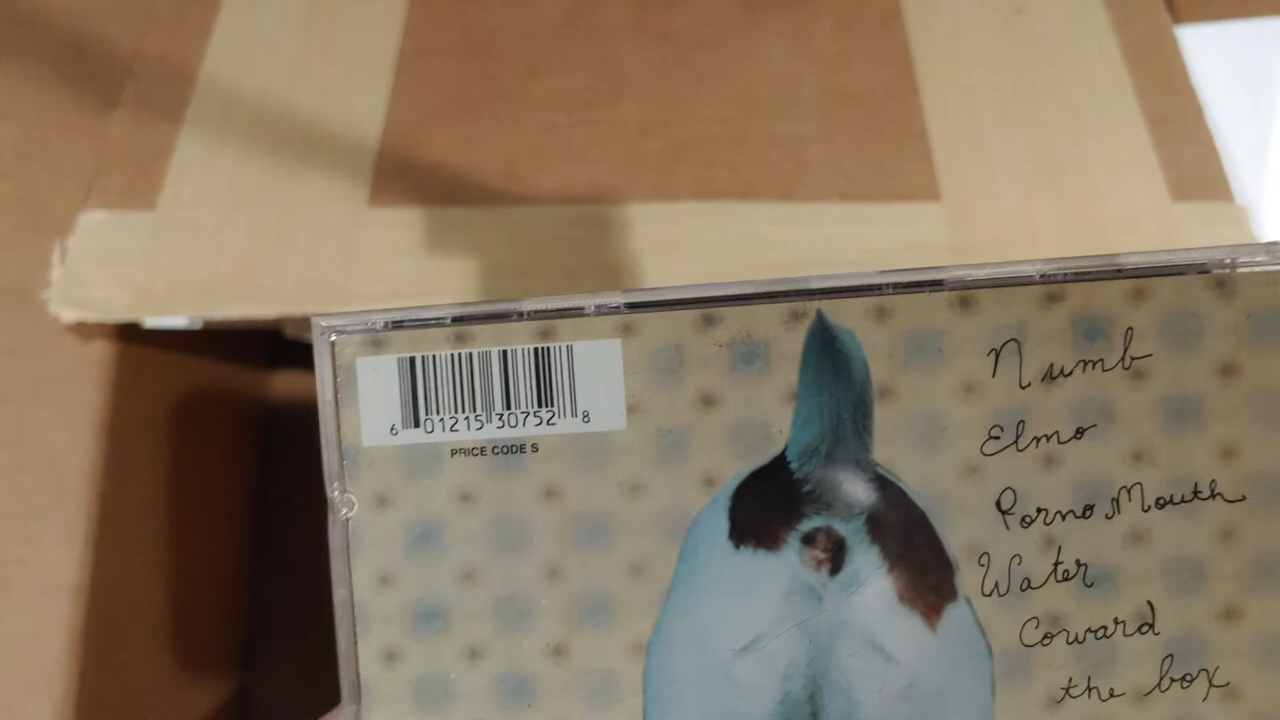 6 01215 30752 8
PRICE CODE S
Numb
Elmo
Porno Mouth
Water
Coward
the box